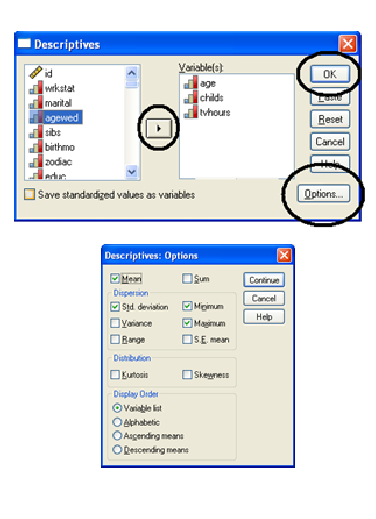 Descriptives
Variable(s):
id
wrkstat
marital
agewed
sibs
birthmo
zodiac
educ
age
childs
tvhours
OK
Paste
Reset
Cancel
Help
Options...
Save standardized values as variables
Descriptives: Options
Mean
Sum
Continue
Dispersion
Cancel
Std. deviation
Minimum
Help
Variance
Maximum
Range
S.E. mean
Distribution
Kurtosis
Skewness
Display Order
Variable list
Alphabetic
Ascending means
Descending means